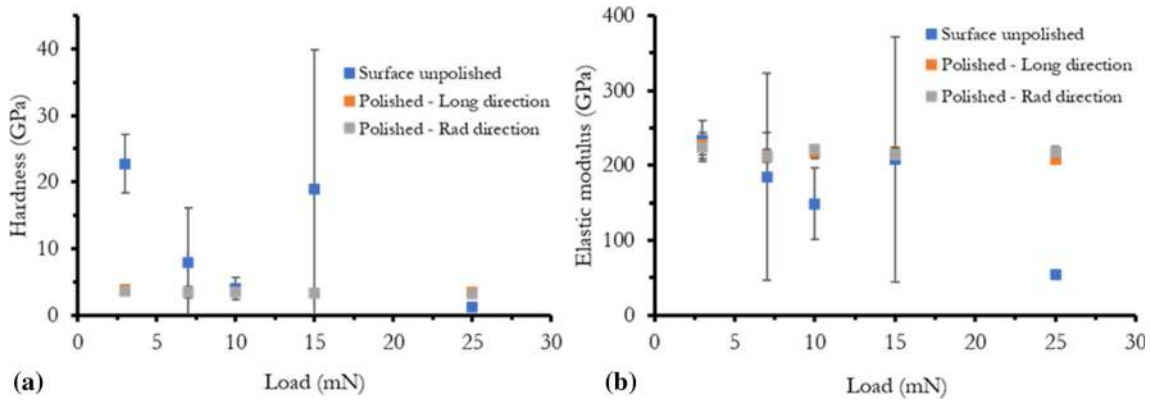 Hardness (GPa)
40
30
20
10
0
0 5 10 15 20 25 30
Load (mN)
Surface unpolished
Polished - Long direction
Polished - Rad direction
(a)
Elastic modulus (GPa)
400
300
200
100
0
0 5 10 15 20 25 30
Load (mN)
Surface unpolished
Polished - Long direction
Polished - Rad direction
(b)